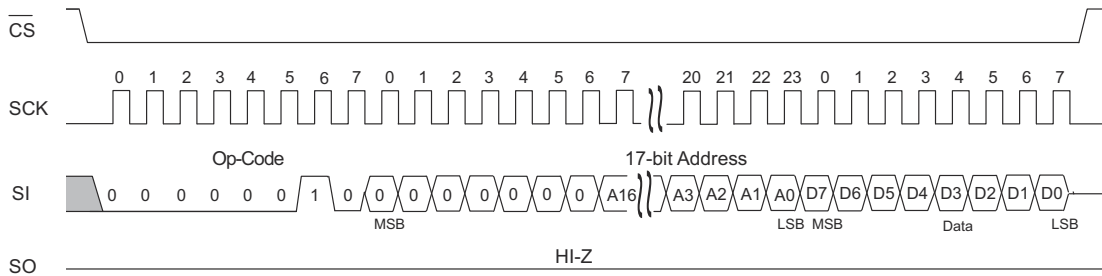 CS
0 1 2 3 4 5 6 7 0 1 2 3 4 5 6 7 20 21 22 23 0 1 2 3 4 5 6 7
SCK
Op-Code 17-bit Address
SI 0 0 0 0 0 0 1 0 0 0 0 0 0 0 0 A16 A3 A2 A1 A0 D7 D6 D5 D4 D3 D2 D1 D0
MSB LSB MSB Data LSB
HI-Z
SO